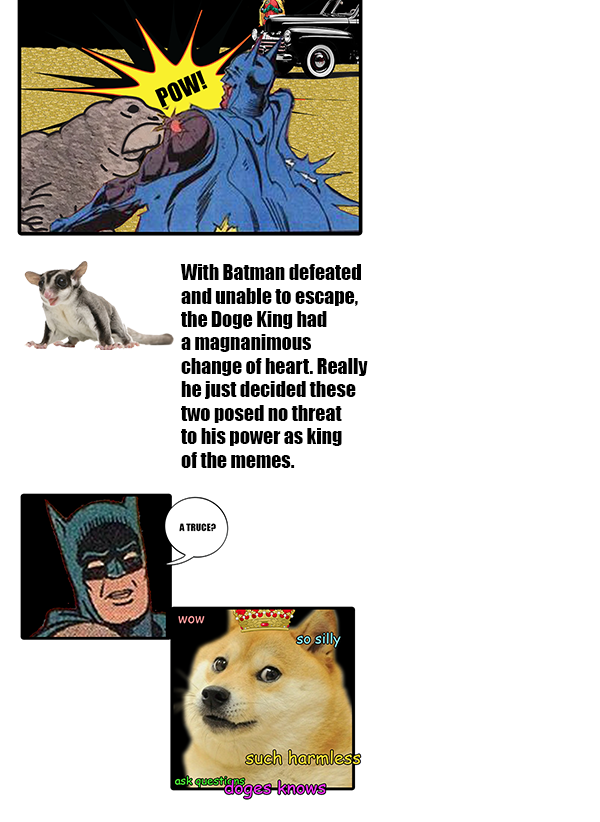 POW!
With Batman defeated
and unable to escape,
the Doge King had
a magnanimous
change of heart. Really
he just decided these
two posed no threat
to his power as king
of the memes.
A TRUCE?
wow
so silly
such harmless
ask questions
doges knows